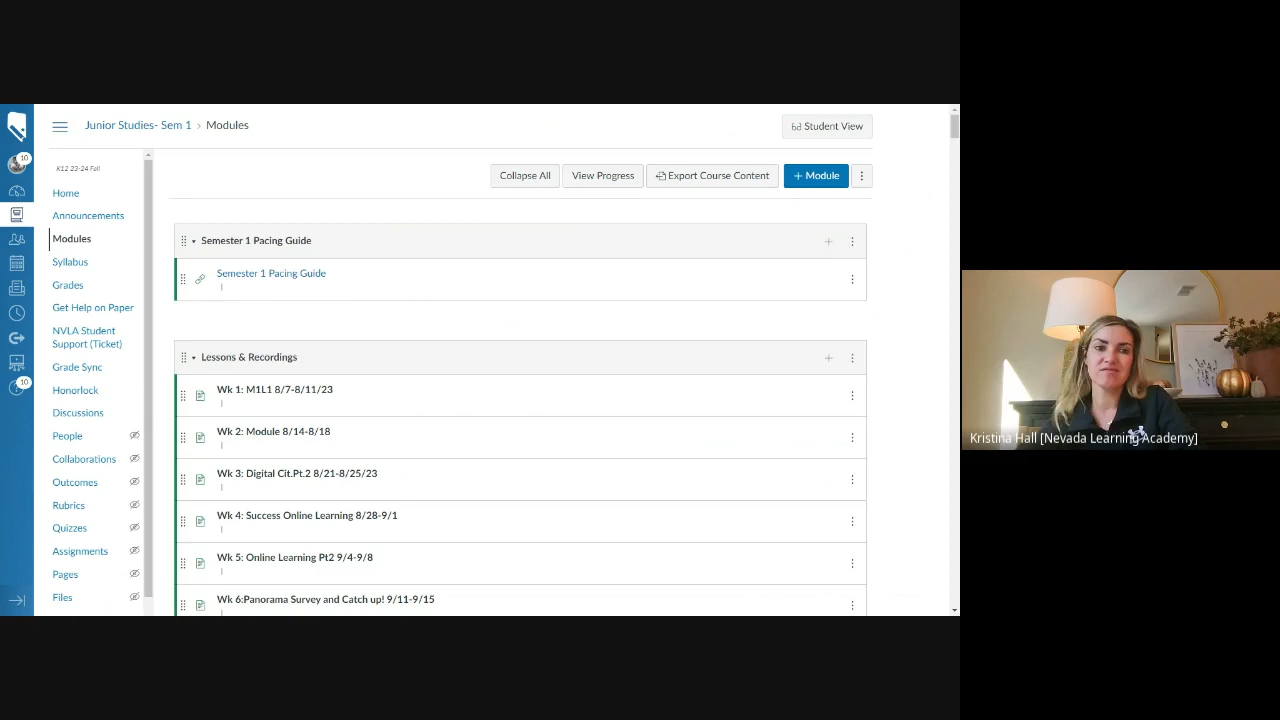 Junior Studies- Sem 1 › Modules
Student View
10
K12 23-24 Fall
Home
Announcements
Modules
Syllabus
Grades
Get Help on Paper
NVLA Student
Support (Ticket)
Grade Sync
Honorlock
Discussions
People
Collaborations
Outcomes
Rubrics
Quizzes
Assignments
Pages
Files
10
Collapse All
View Progress
Export Course Content
+ Module
Semester 1 Pacing Guide
Semester 1 Pacing Guide
Lessons & Recordings
Wk 1: M1L1 8/7-8/11/23
Wk 2: Module 8/14-8/18
Wk 3: Digital Cit.Pt.2 8/21-8/25/23
Wk 4: Success Online Learning 8/28-9/1
Wk 5: Online Learning Pt2 9/4-9/8
Wk 6:Panorama Survey and Catch up! 9/11-9/15
Kristina Hall [Nevada Learning Academy]